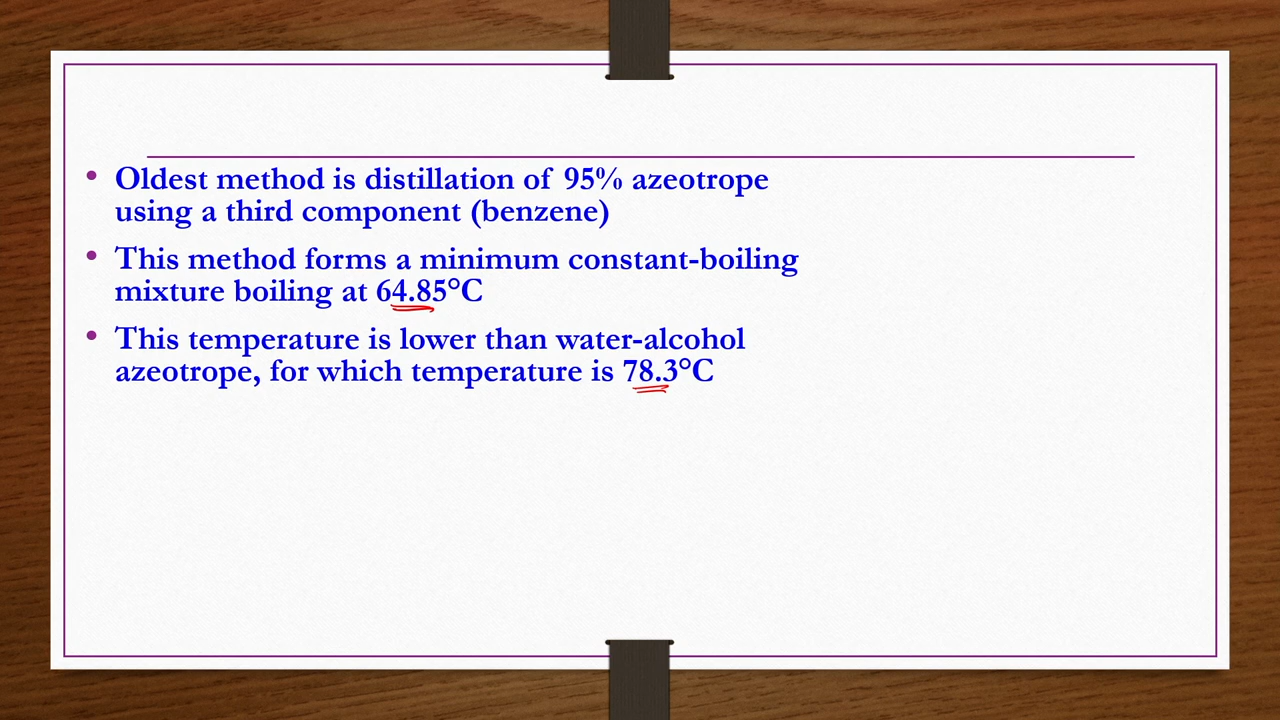 • Oldest method is distillation of 95% azeotrope
using a third component (benzene)
• This method forms a minimum constant-boiling
mixture boiling at 64.85°C
• This temperature is lower than water-alcohol
azeotrope, for which temperature is 78.3°C